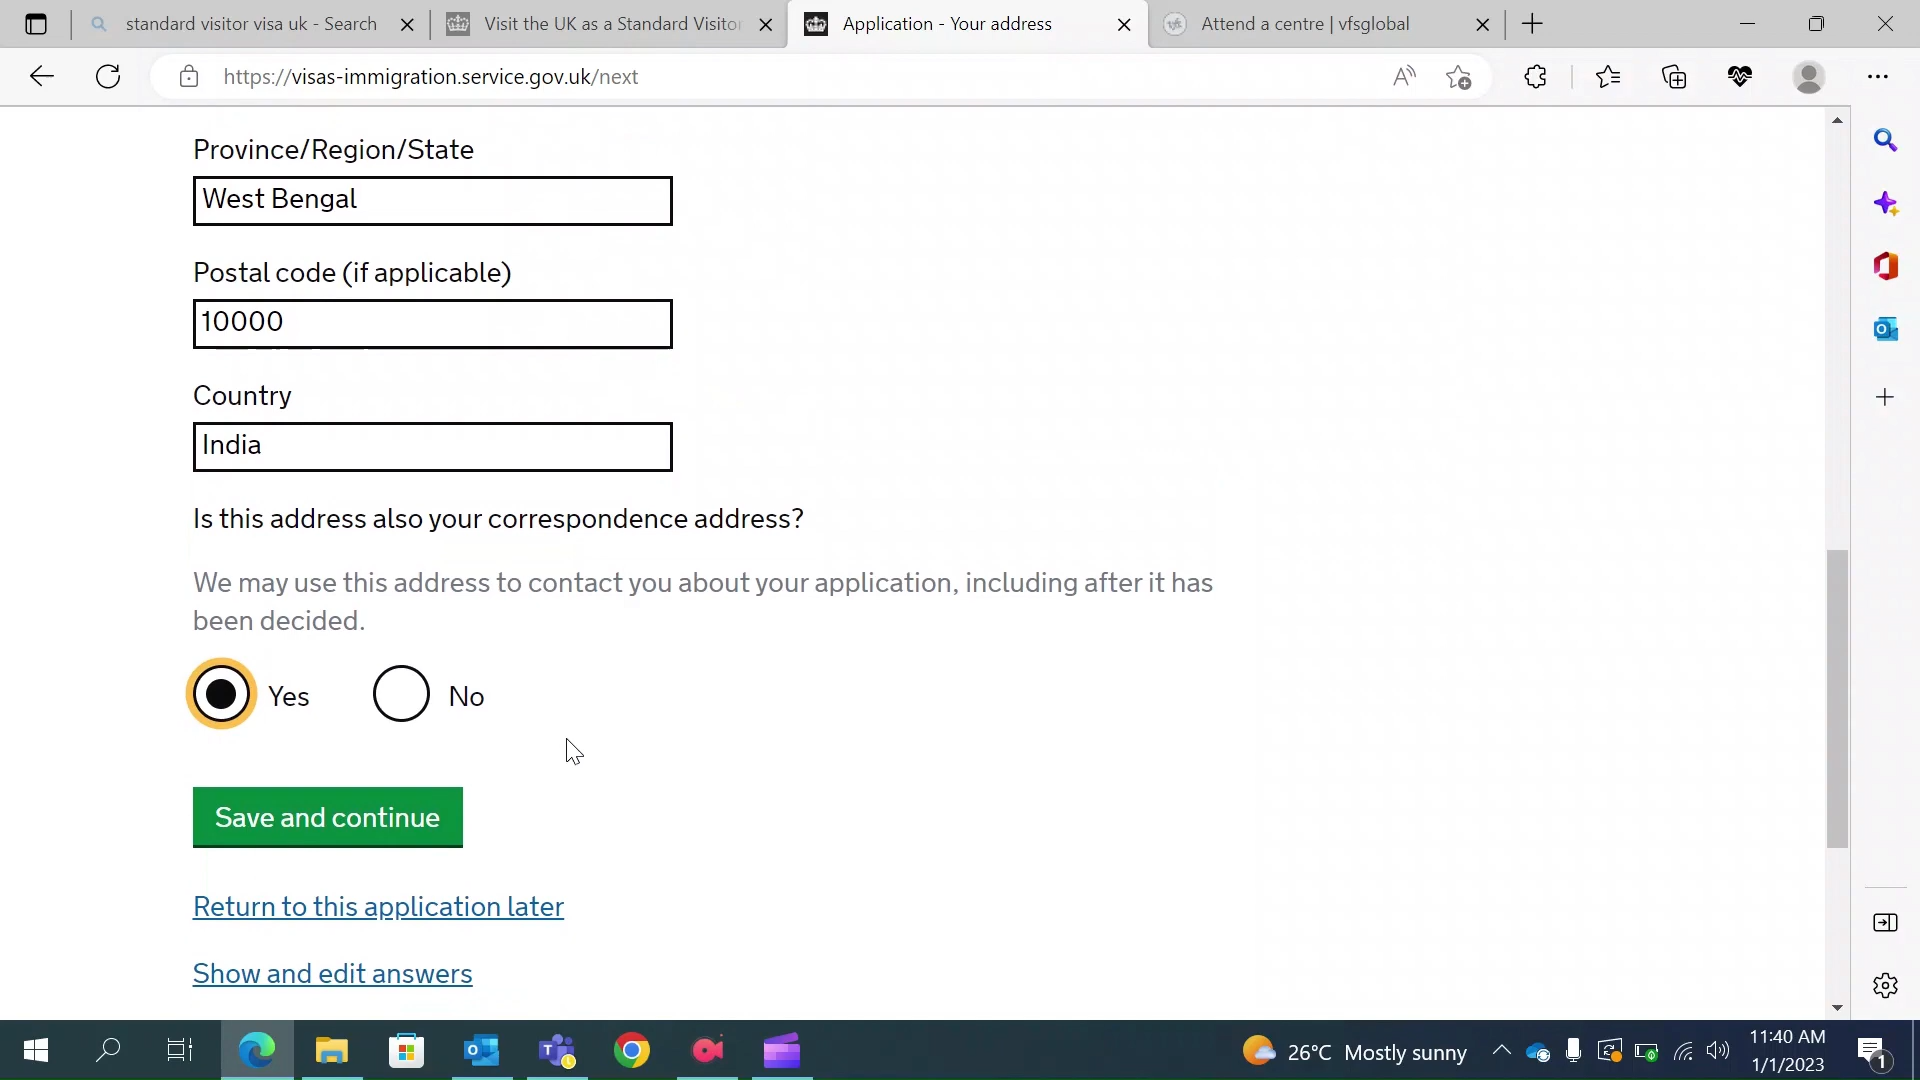 standard visitor visa uk - Search
Visit the UK as a Standard Visitor
Application - Your address
Attend a centre | vfsglobal
https://visas-immigration.service.gov.uk/next
Province/Region/State
West Bengal
Postal code (if applicable)
10000
Country
India
Is this address also your correspondence address?
We may use this address to contact you about your application, including after it has
been decided.
Yes
No
Save and continue
Return to this application later
Show and edit answers
26°C Mostly sunny
11:40 AM
1/1/2023
1